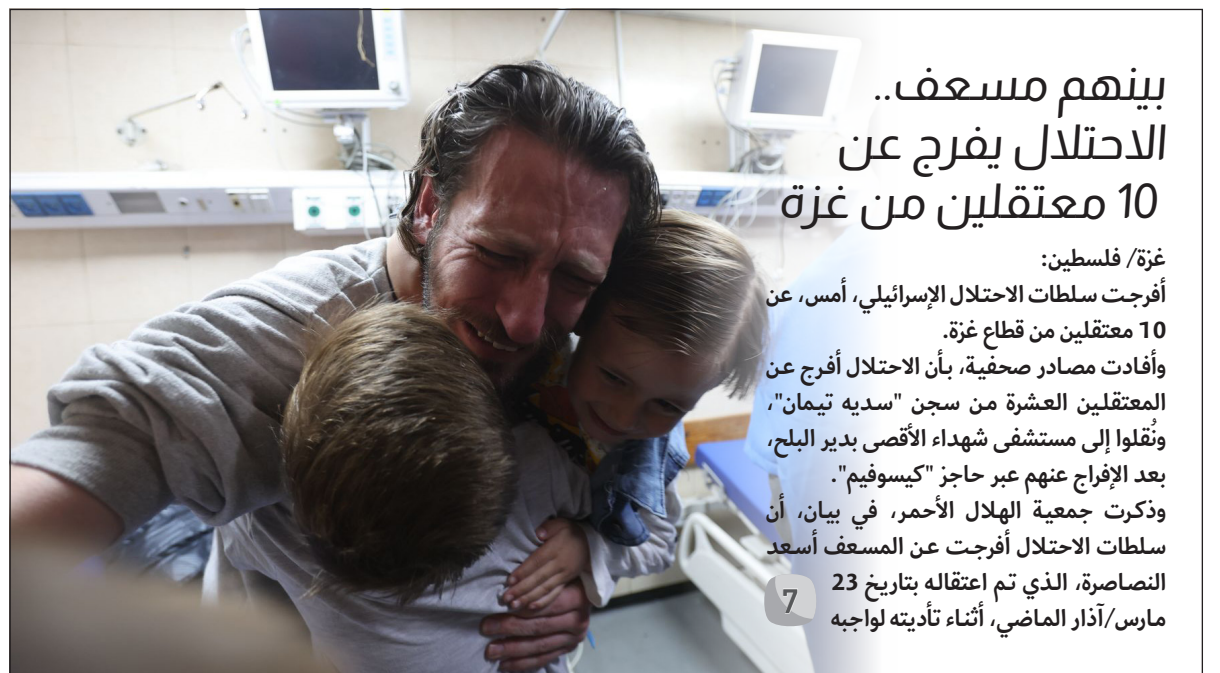 بينهم مسعف..
الاحتلال يفرج عن
10 معتقلين من غزة
غزة/ فلسطين:
أفرجت سلطات الاحتلال الإسرائيلي، أمس، عن
10 معتقلين من قطاع غزة.
وأفادت مصادر صحفية، بأن الاحتلال أفرج عن
المعتقلين العشرة من سجن "سديه تيمان"،
ونُقلوا إلى مستشفى شهداء الأقصى بدير البلح،
بعد الإفراج عنهم عبر حاجز "كيسوفيم".
وذكرت جمعية الهلال الأحمر، في بيان، أن
سلطات الاحتلال أفرجت عن المسعف أسعد
النصاصرة، الذي تم اعتقاله بتاريخ 23
مارس/آذار الماضي، أثناء تأديته لواجبه
7